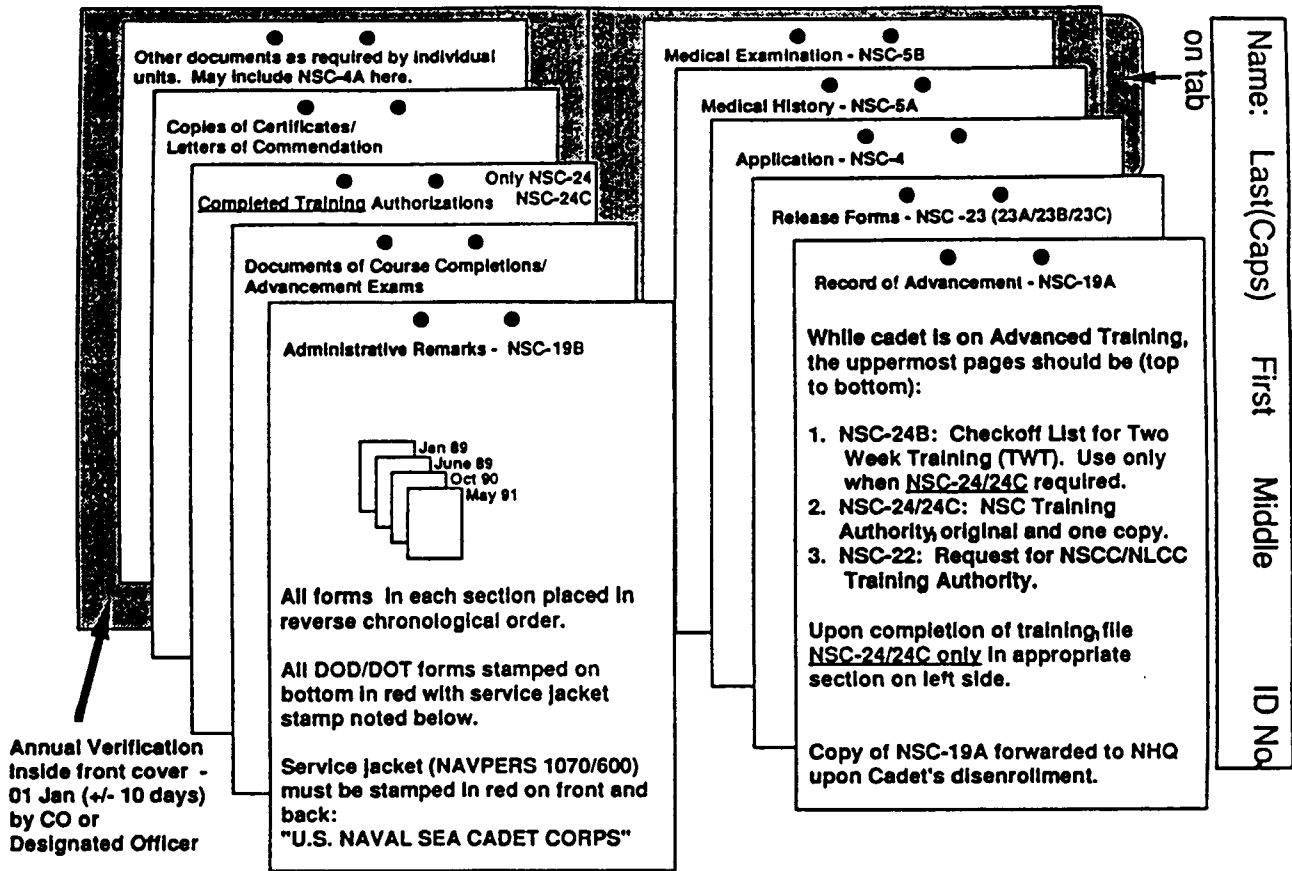 Other documents as required by individual
units. May include NSC-4A here.
Copies of Certificates/
Letters of Commendation
Only NSC-24
NSC-24C
Completed Training Authorizations
Documents of Course Completions/
Advancement Exams
Administrative Remarks - NSC-19B
Jan 89
June 89
Oct 90
May 91
All forms in each section placed in
reverse chronological order.
All DOD/DOT forms stamped on
bottom in red with service jacket
stamp noted below.
Service jacket (NAVPERS 1070/600)
must be stamped in red on front and
back:
"U.S. NAVAL SEA CADET CORPS"
Annual Verification
inside front cover -
01 Jan (+/- 10 days)
by CO or
Designated Officer
Medical Examination - NSC-5B
Medical History - NSC-5A
Application - NSC-4
Release Forms - NSC -23 (23A/23B/23C)
Record of Advancement - NSC-19A
While cadet is on Advanced Training,
the uppermost pages should be (top
to bottom):
1. NSC-24B: Checkoff List for Two
Week Training (TWT). Use only
when NSC-24/24C required.
2. NSC-24/24C: NSC Training
Authority, original and one copy.
3. NSC-22: Request for NSCC/NLCC
Training Authority.
Upon completion of training, file
NSC-24/24C only in appropriate
section on left side.
Copy of NSC-19A forwarded to NHQ
upon Cadet's disenrollment.
on tab
Name: Last(Caps) First Middle ID No.